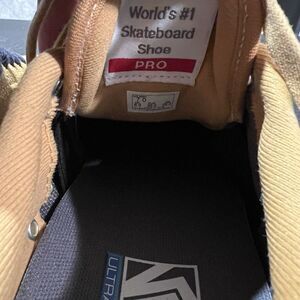 World's #1
Skateboard
Shoe
PRO
ULTRA